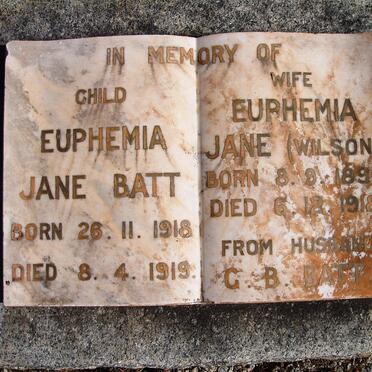 IN MEMORY OF
CHILD
EUPHEMIA
JANE BATT
BORN 26. 11. 1918
DIED 8. 4. 1919
WIFE
EUPHEMIA
JANE (WILSON
BORN 8. 9. 189
DIED 6. 12. 1918
FROM HUSBAND
G. B. BATT